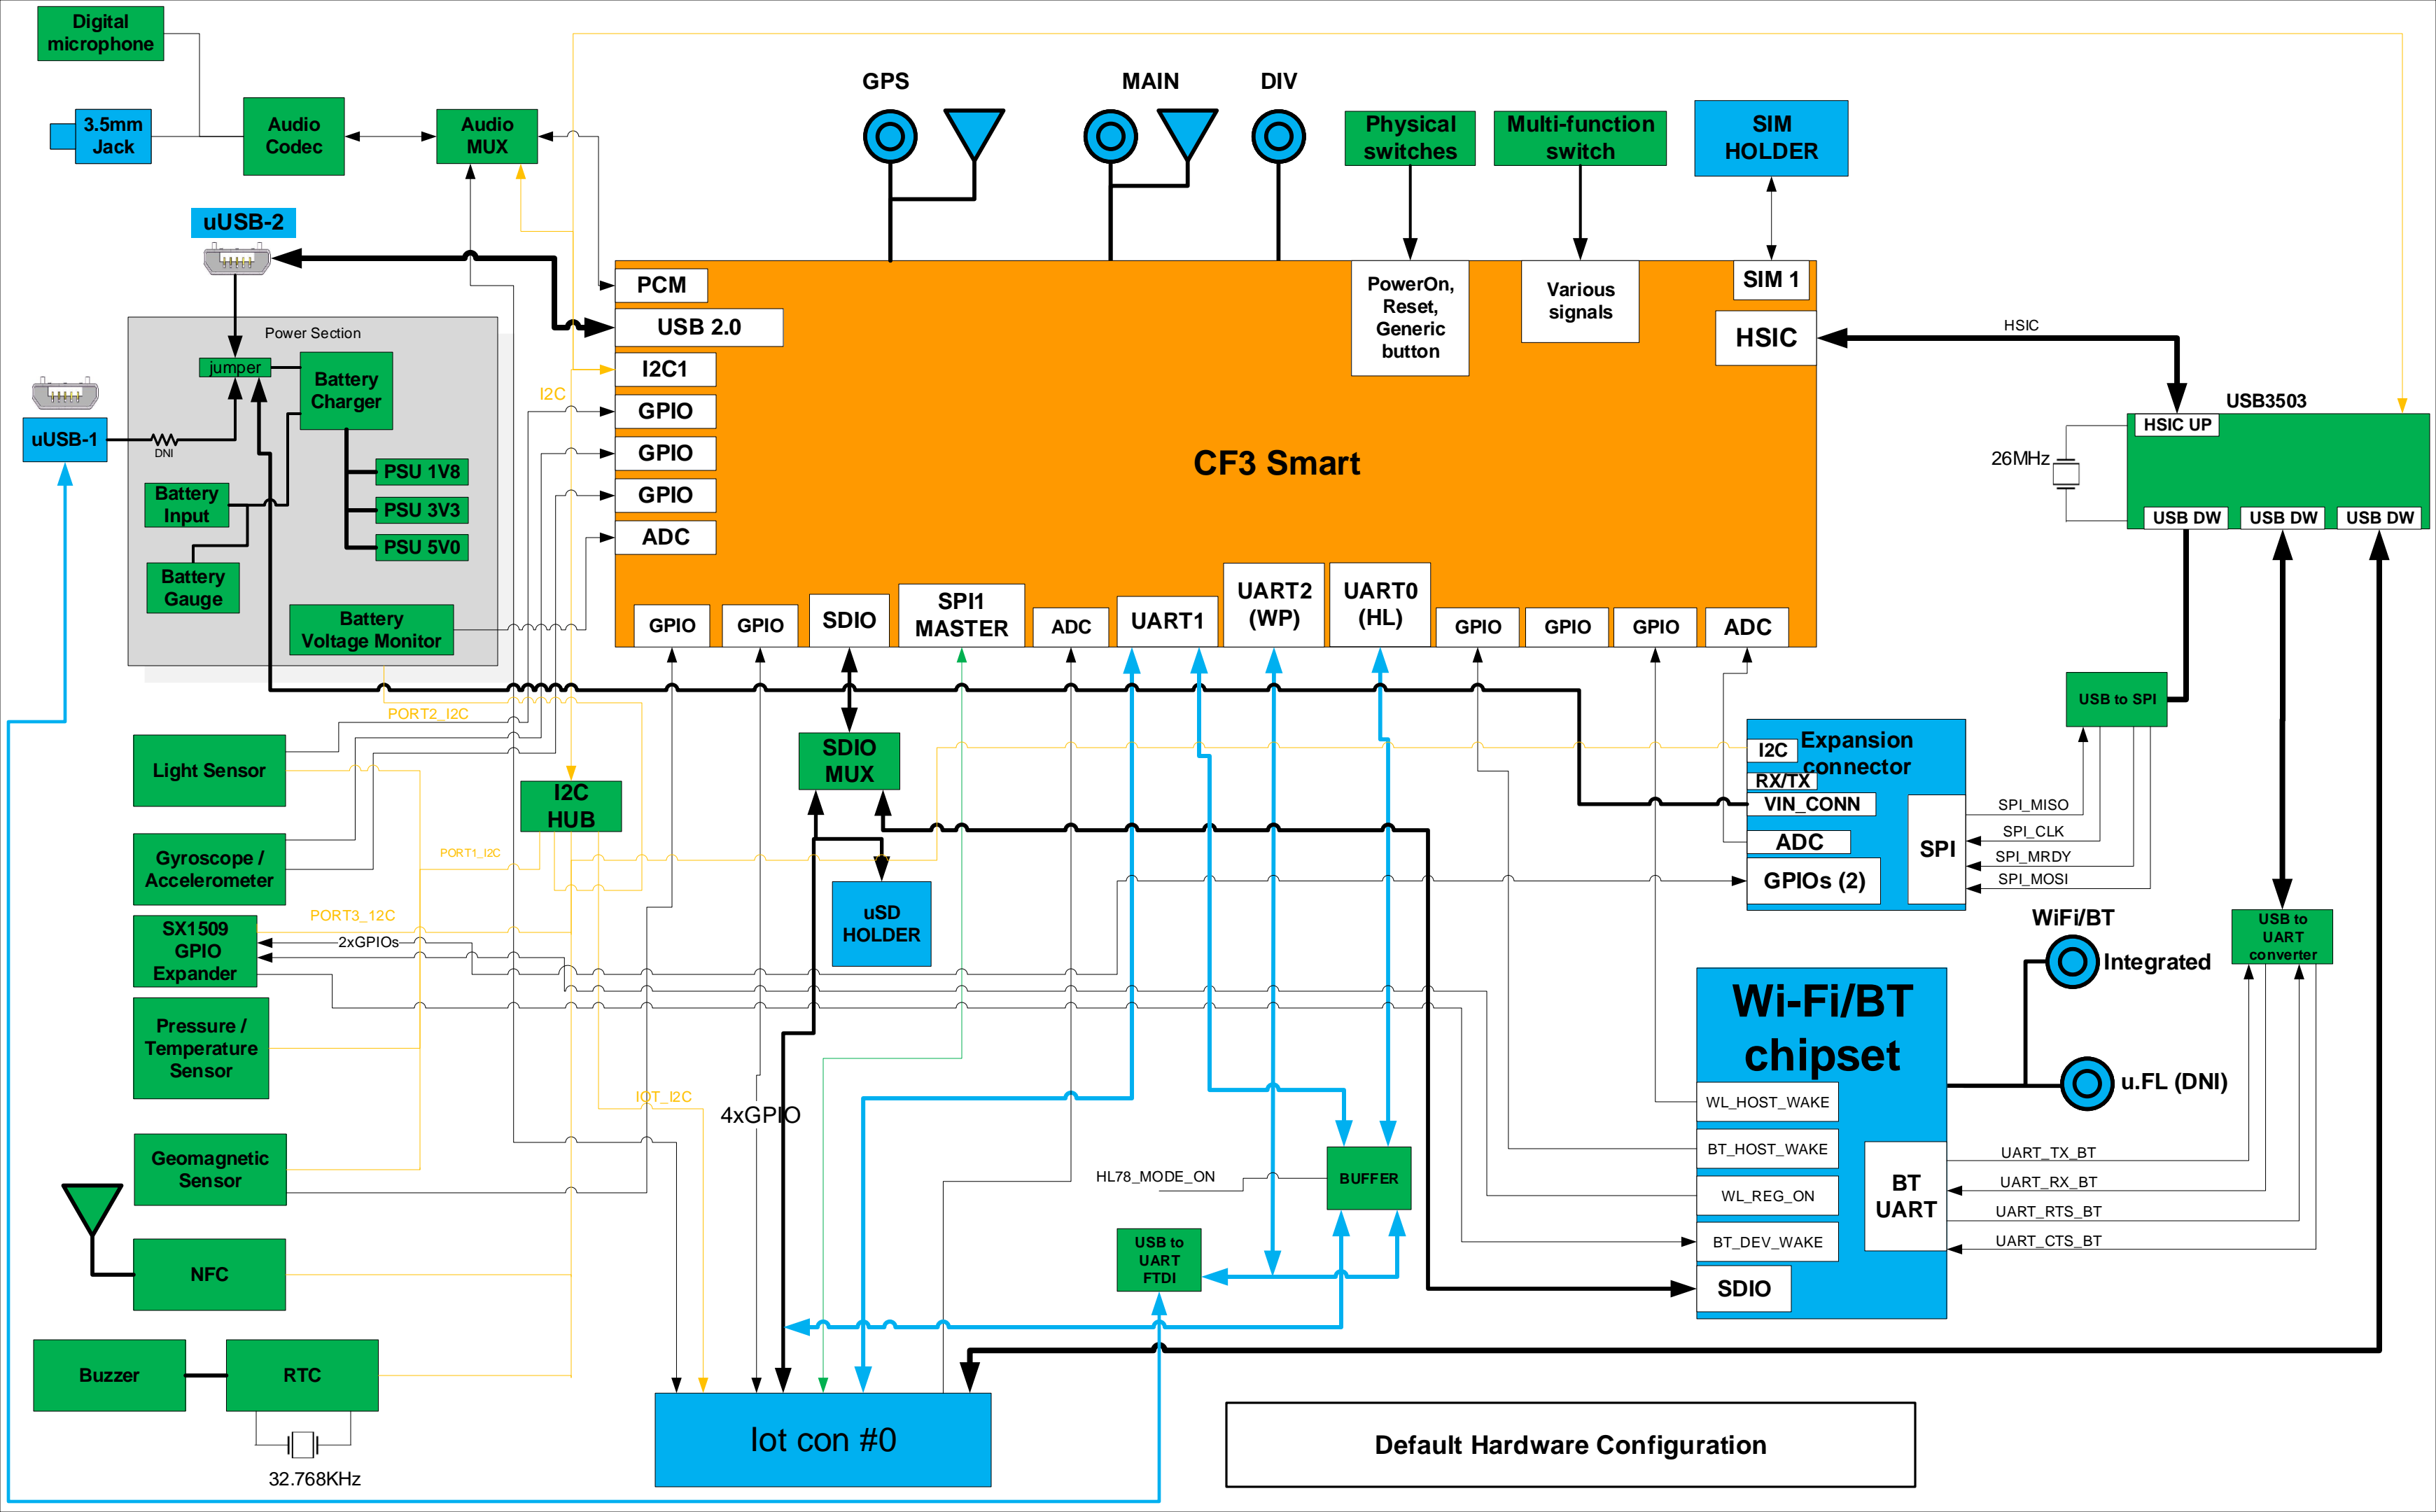 Digital
microphone
3.5mm
Jack
Audio
Codec
Audio
MUX
GPS
MAIN
DIV
Physical
switches
Multi-function
switch
SIM
HOLDER
uUSB-2
PCM
USB 2.0
I2C1
GPIO
GPIO
GPIO
ADC
PowerOn,
Reset,
Generic
button
Various
signals
SIM 1
HSIC
HSIC
CF3 Smart
USB3503
HSIC UP
26MHz
USB DW
USB DW
USB DW
Power Section
jumper
Battery
Charger
I2C
uUSB-1
DNI
PSU 1V8
PSU 3V3
PSU 5V0
Battery
Input
Battery
Gauge
Battery
Voltage Monitor
GPIO
GPIO
SDIO
SPI1
MASTER
ADC
UART1
UART2
(WP)
UART0
(HL)
GPIO
GPIO
GPIO
ADC
PORT2_I2C
Light Sensor
I2C
HUB
SDIO
MUX
PORT1_I2C
Gyroscope /
Accelerometer
PORT3_12C
SX1509
GPIO
Expander
2xGPIOs
uSD
HOLDER
Pressure /
Temperature
Sensor
IOT_I2C
4xGPIO
Geomagnetic
Sensor
NFC
Buzzer
RTC
32.768KHz
USB to SPI
Expansion
connector
I2C
RX/TX
VIN_CONN
ADC
GPIOs (2)
SPI
SPI_MISO
SPI_CLK
SPI_MRDY
SPI_MOSI
WiFi/BT
Integrated
u.FL (DNI)
USB to
UART
converter
Wi-Fi/BT
chipset
WL_HOST_WAKE
BT_HOST_WAKE
WL_REG_ON
BT_DEV_WAKE
SDIO
BT
UART
UART_TX_BT
UART_RX_BT
UART_RTS_BT
UART_CTS_BT
HL78_MODE_ON
BUFFER
USB to
UART
FTDI
Iot con #0
Default Hardware Configuration